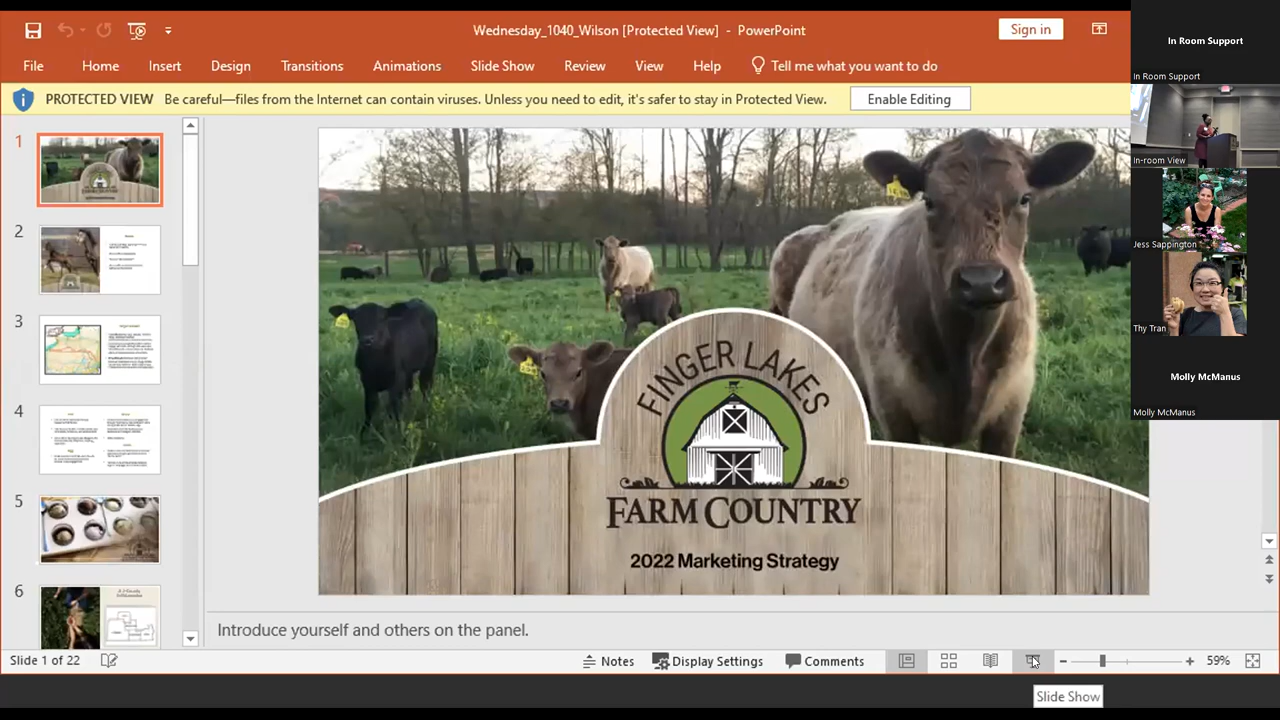 Wednesday_1040_Wilson [Protected View] - PowerPoint
Sign in
File Home Insert Design Transitions Animations Slide Show Review View Help Tell me what you want to do
PROTECTED VIEW Be careful—files from the Internet can contain viruses. Unless you need to edit, it's safer to stay in Protected View. Enable Editing
In Room Support
In Room Support
In-room View
Jess Sappington
Thy Tran
Molly McManus
Molly McManus
1
2
3
4
5
6
FINGER LAKES
FARM COUNTRY
2022 Marketing Strategy
Introduce yourself and others on the panel.
Slide 1 of 22 Notes Display Settings Comments 59%
Slide Show